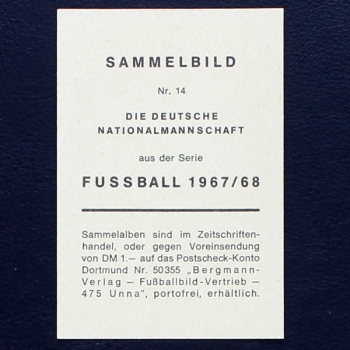 SAMMELBILD
Nr. 14
DIE DEUTSCHE
NATIONALMANNSCHAFT
aus der Serie
FUSSBALL 1967/68
Sammelalben sind im Zeitschriften-
handel, oder gegen Voreinsendung
von DM 1.— auf das Postscheck-Konto
Dortmund Nr. 50355 „Bergmann-
Verlag – Fußballbild-Vertrieb –
475 Unna", portofrei, erhältlich.